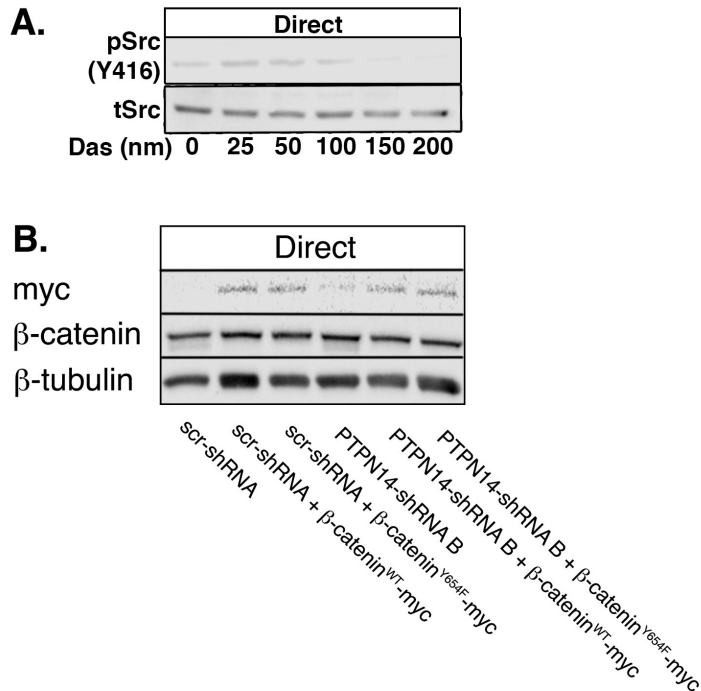 A.
Direct
pSrc
(Y416)
tSrc
Das (nm) 0 25 50 100 150 200
B.
Direct
myc
β-catenin
β-tubulin
scr-shRNA
scr-shRNA + β-cateninWT-myc
scr-shRNA + β-cateninY654F-myc
PTPN14-shRNA B
PTPN14-shRNA B + β-cateninWT-myc
PTPN14-shRNA B + β-cateninY654F-myc